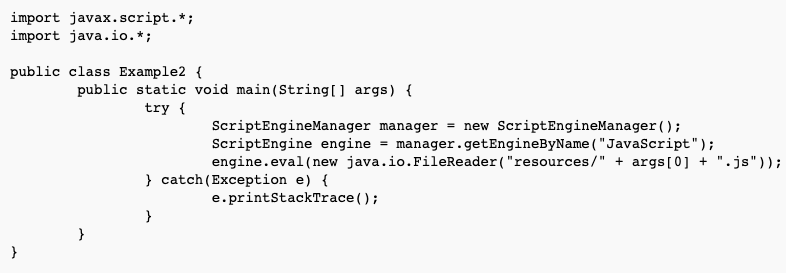 import javax.script.*;
import java.io.*;

public class Example2 {
        public static void main(String[] args) {
                try {
                        ScriptEngineManager manager = new ScriptEngineManager();
                        ScriptEngine engine = manager.getEngineByName("JavaScript");
                        engine.eval(new java.io.FileReader("resources/" + args[0] + ".js"));
                } catch(Exception e) {
                        e.printStackTrace();
                }
        }
}